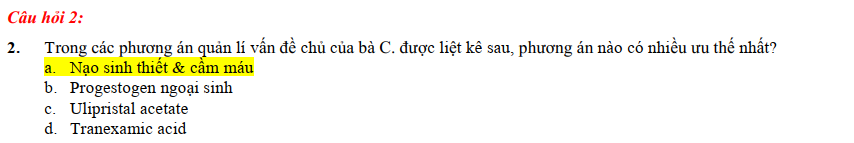 Câu hỏi 2:
2. Trong các phương án quản lí vấn đề chủ của bà C. được liệt kê sau, phương án nào có nhiều ưu thế nhất?
a. Nạo sinh thiết & cầm máu
b. Progestogen ngoại sinh
c. Ulipristal acetate
d. Tranexamic acid